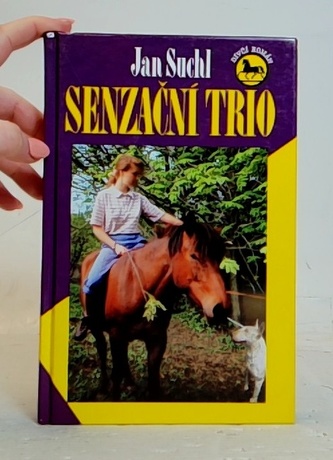 DÍVČÍ ROMÁN
Jan Suchl
SENZAČNÍ TRIO